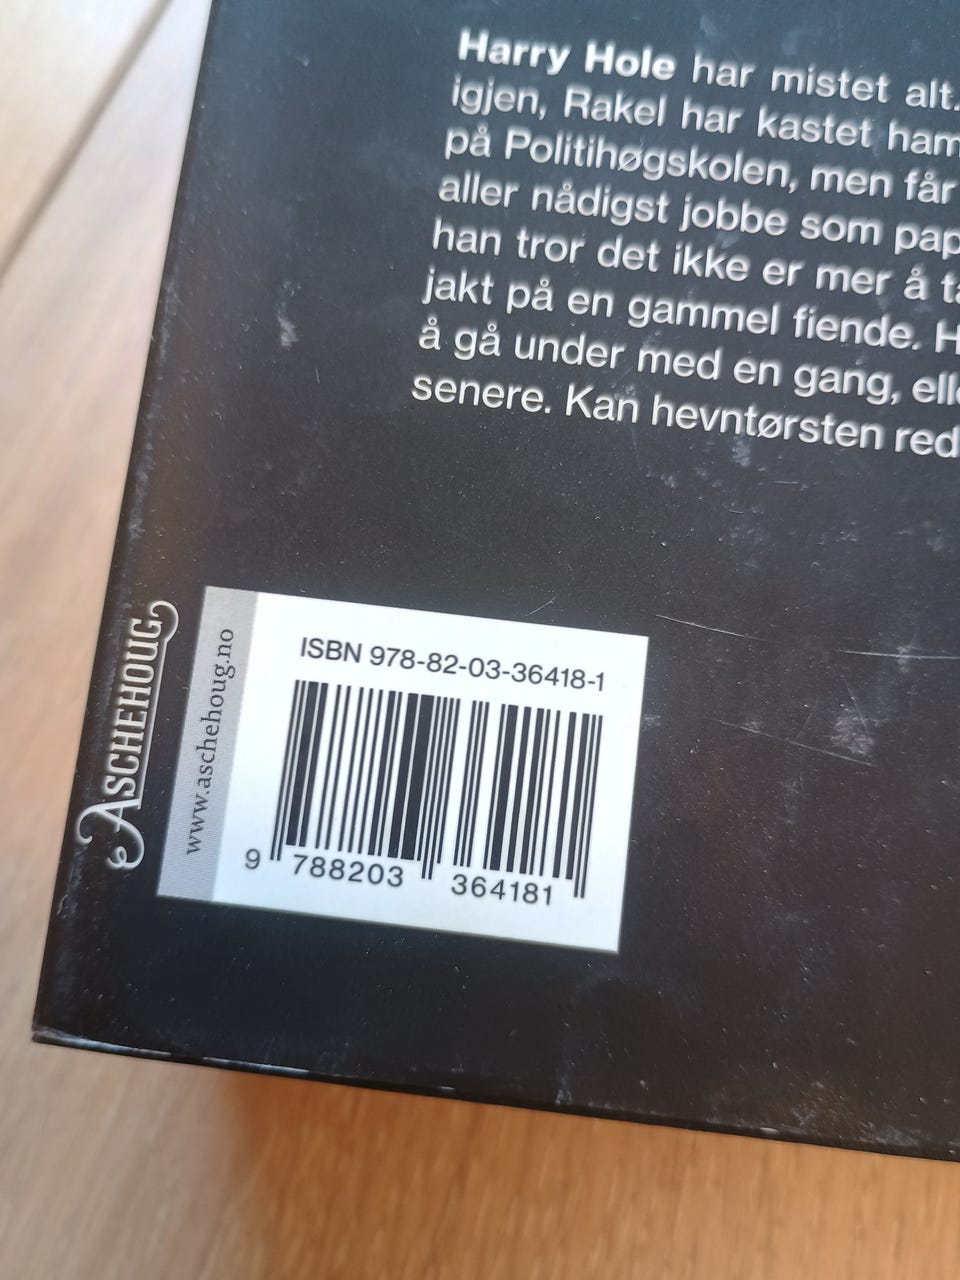 Harry Hole har mistet alt.
igjen, Rakel har kastet ham
på Politihøgskolen, men får
aller nådigst jobbe som pap
han tror det ikke er mer å ta
jakt på en gammel fiende. H
å gå under med en gang, elle
senere. Kan hevntørsten red
ASCHEHOUG
www.aschehoug.no
ISBN 978-82-03-36418-1
9 788203 364181